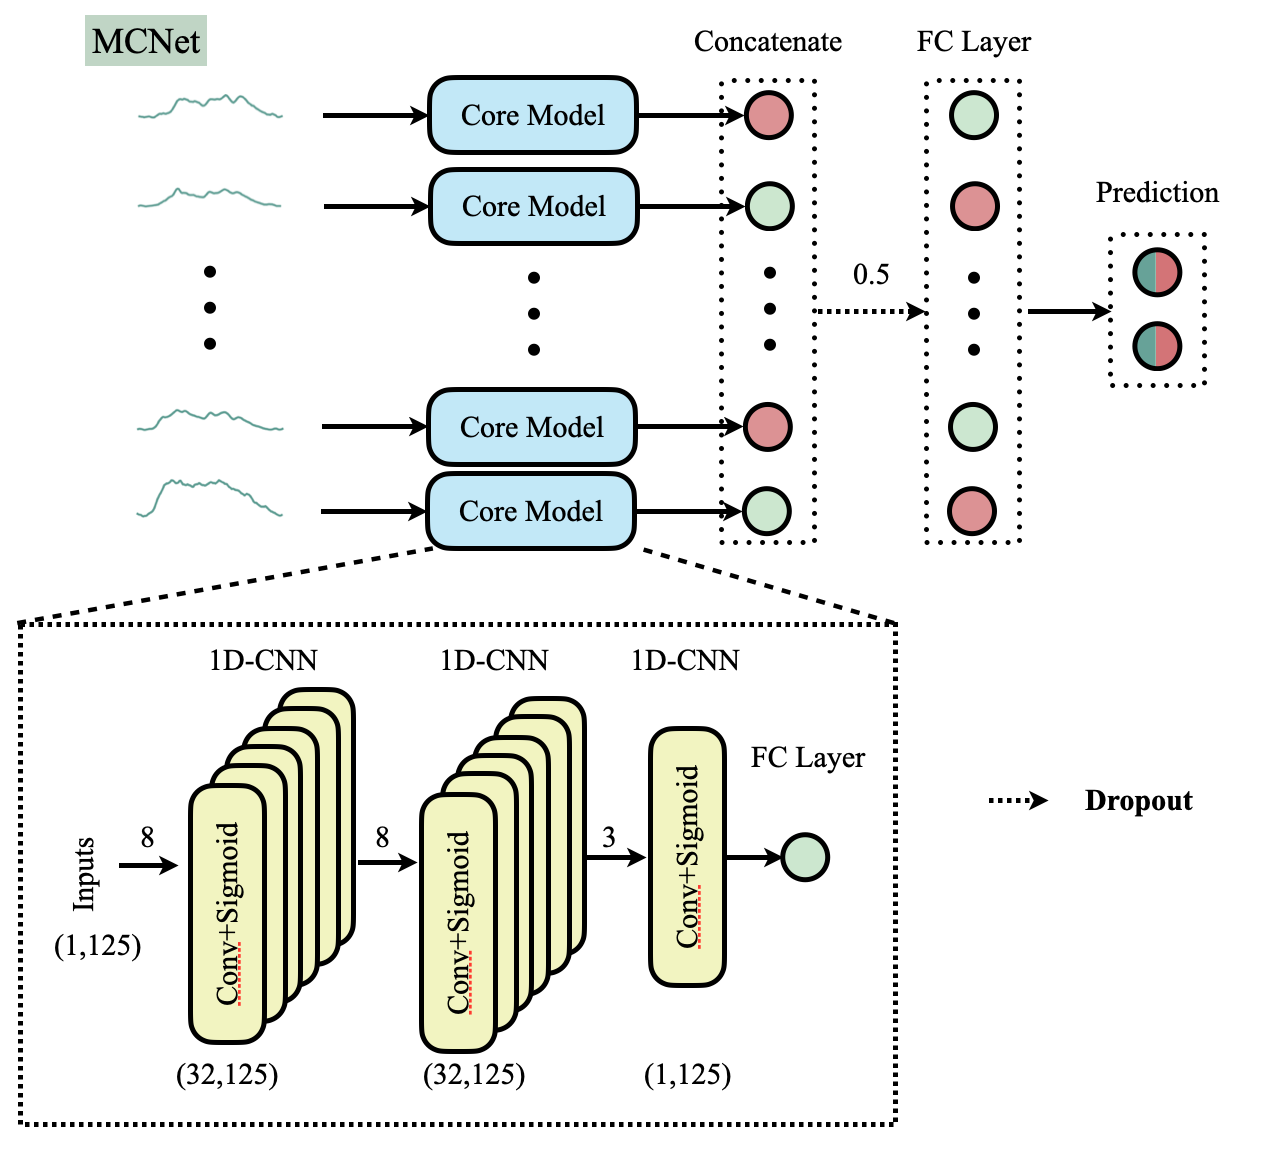 MCNet
Concatenate
FC Layer
Core Model
Core Model
Prediction
0.5
Core Model
Core Model
1D-CNN
1D-CNN
1D-CNN
FC Layer
Inputs
(1,125)
8
Conv+Sigmoid
8
Conv+Sigmoid
3
Conv+Sigmoid
(32,125)
(32,125)
(1,125)
Dropout